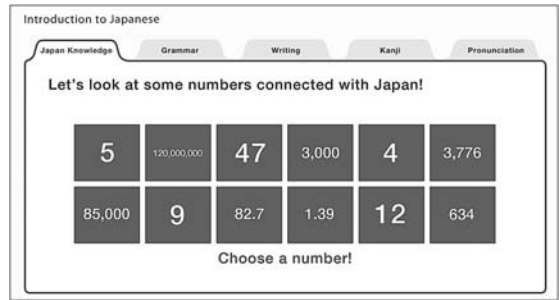 Introduction to Japanese
Japan Knowledge Grammar Writing Kanji Pronunciation
Let's look at some numbers connected with Japan!
5 120,000,000 47 3,000 4 3,776
85,000 9 82.7 1.39 12 634
Choose a number!